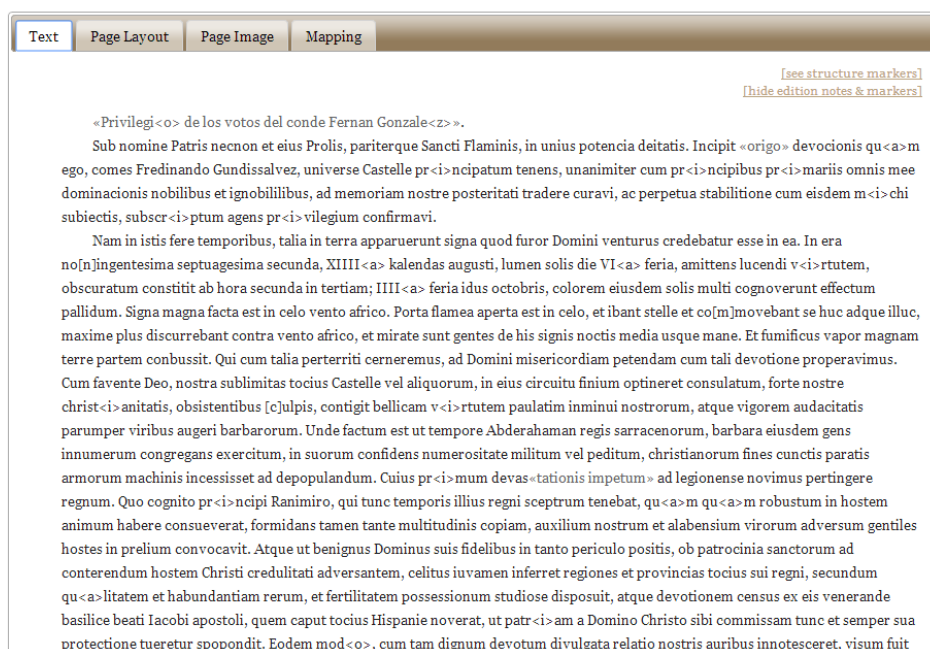 Text Page Layout Page Image Mapping
[see structure markers]
[hide edition notes & markers]
«Privilegi<o> de los votos del conde Fernan Gonzale<z>».
Sub nomine Patris necnon et eius Prolis, pariterque Sancti Flaminis, in unius potencia deitatis. Incipit «origo» devocionis qu<a>m
ego, comes Fredinando Gundissalvez, universe Castelle pr<i>ncipatum tenens, unanimiter cum pr<i>ncipibus pr<i>mariis omnis mee
dominacionis nobilibus et ignobililibus, ad memoriam nostre posteritati tradere curavi, ac perpetua stabilitione cum eisdem m<i>chi
subiectis, subscr<i>ptum agens pr<i>vilegium confirmavi.
Nam in istis fere temporibus, talia in terra apparuerunt signa quod furor Domini venturus credebatur esse in ea. In era
no[n]ingentesima septuagesima secunda, XIIII<a> kalendas augusti, lumen solis die VI<a> feria, amittens lucendi v<i>rtutem,
obscuratum constitit ab hora secunda in tertiam; IIII<a> feria idus octobris, colorem eiusdem solis multi cognoverunt effectum
pallidum. Signa magna facta est in celo vento africo. Porta flamea aperta est in celo, et ibant stelle et co[m]movebant se huc adque illuc,
maxime plus discurrebant contra vento africo, et mirate sunt gentes de his signis noctis media usque mane. Et fumificus vapor magnam
terre partem conbussit. Qui cum talia perterriti cerneremus, ad Domini misericordiam petendam cum tali devotione properavimus.
Cum favente Deo, nostra sublimitas tocius Castelle vel aliquorum, in eius circuitu finium optineret consulatum, forte nostre
christ<i>anitatis, obsistentibus [c]ulpis, contigit bellicam v<i>rtutem paulatim inminui nostrorum, atque vigorem audacitatis
parumper viribus augeri barbarorum. Unde factum est ut tempore Abderahaman regis sarracenorum, barbara eiusdem gens
innumerum congregans exercitum, in suorum confidens numerositate militum vel peditum, christianorum fines cunctis paratis
armorum machinis incessisset ad depopulandum. Cuius pr<i>mum devas«tationis impetum» ad legionense novimus pertingere
regnum. Quo cognito pr<i>ncipi Ranimiro, qui tunc temporis illius regni sceptrum tenebat, qu<a>m qu<a>m robustum in hostem
animum habere consueverat, formidans tamen tante multitudinis copiam, auxilium nostrum et alabensium virorum adversum gentiles
hostes in prelium convocavit. Atque ut benignus Dominus suis fidelibus in tanto periculo positis, ob patrocinia sanctorum ad
conterendum hostem Christi credulitati adversantem, celitus iuvamen inferret regiones et provincias tocius sui regni, secundum
qu<a>litatem et habundantiam rerum, et fertilitatem possessionum studiose disposuit, atque devotionem census ex eis venerande
basilice beati Iacobi apostoli, quem caput tocius Hispanie noverat, ut patr<i>am a Domino Christo sibi commissam tunc et semper sua
protectione tueretur spopondit. Eodem mod<o>, cum tam dignum devotum divulgata relatio nostris auribus innotesceret, visum fuit